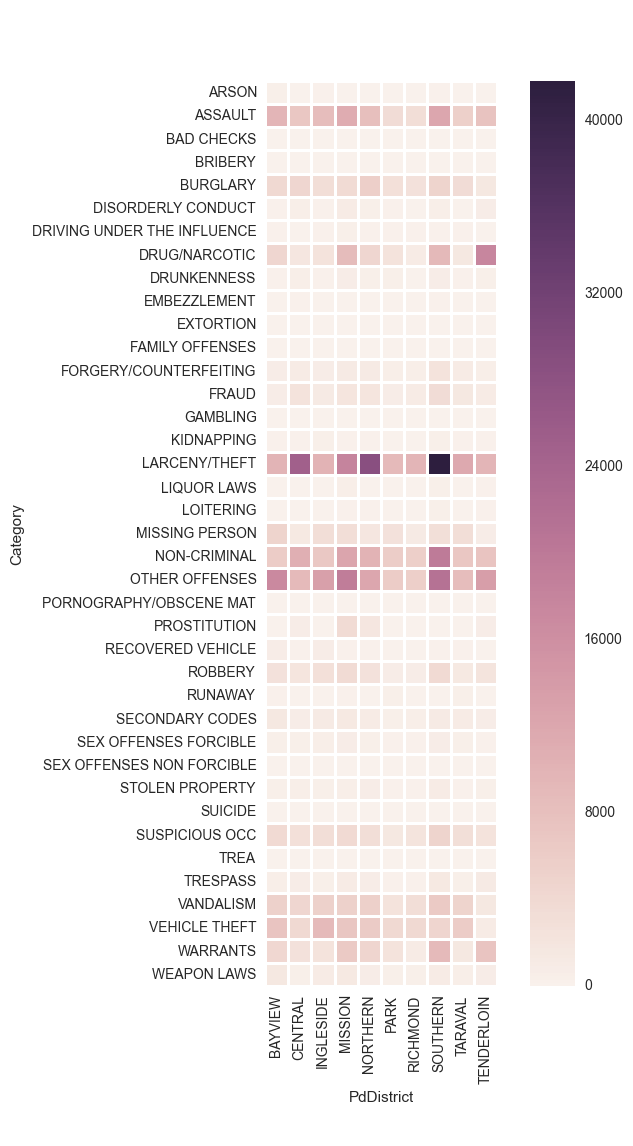 ARSON
ASSAULT
BAD CHECKS
BRIBERY
BURGLARY
DISORDERLY CONDUCT
DRIVING UNDER THE INFLUENCE
DRUG/NARCOTIC
DRUNKENNESS
EMBEZZLEMENT
EXTORTION
FAMILY OFFENSES
FORGERY/COUNTERFEITING
FRAUD
GAMBLING
KIDNAPPING
LARCENY/THEFT
LIQUOR LAWS
LOITERING
MISSING PERSON
NON-CRIMINAL
OTHER OFFENSES
PORNOGRAPHY/OBSCENE MAT
PROSTITUTION
RECOVERED VEHICLE
ROBBERY
RUNAWAY
SECONDARY CODES
SEX OFFENSES FORCIBLE
SEX OFFENSES NON FORCIBLE
STOLEN PROPERTY
SUICIDE
SUSPICIOUS OCC
TREA
TRESPASS
VANDALISM
VEHICLE THEFT
WARRANTS
WEAPON LAWS
Category
BAYVIEW
CENTRAL
INGLESIDE
MISSION
NORTHERN
PARK
RICHMOND
SOUTHERN
TARAVAL
TENDERLOIN
PdDistrict
40000
32000
24000
16000
8000
0